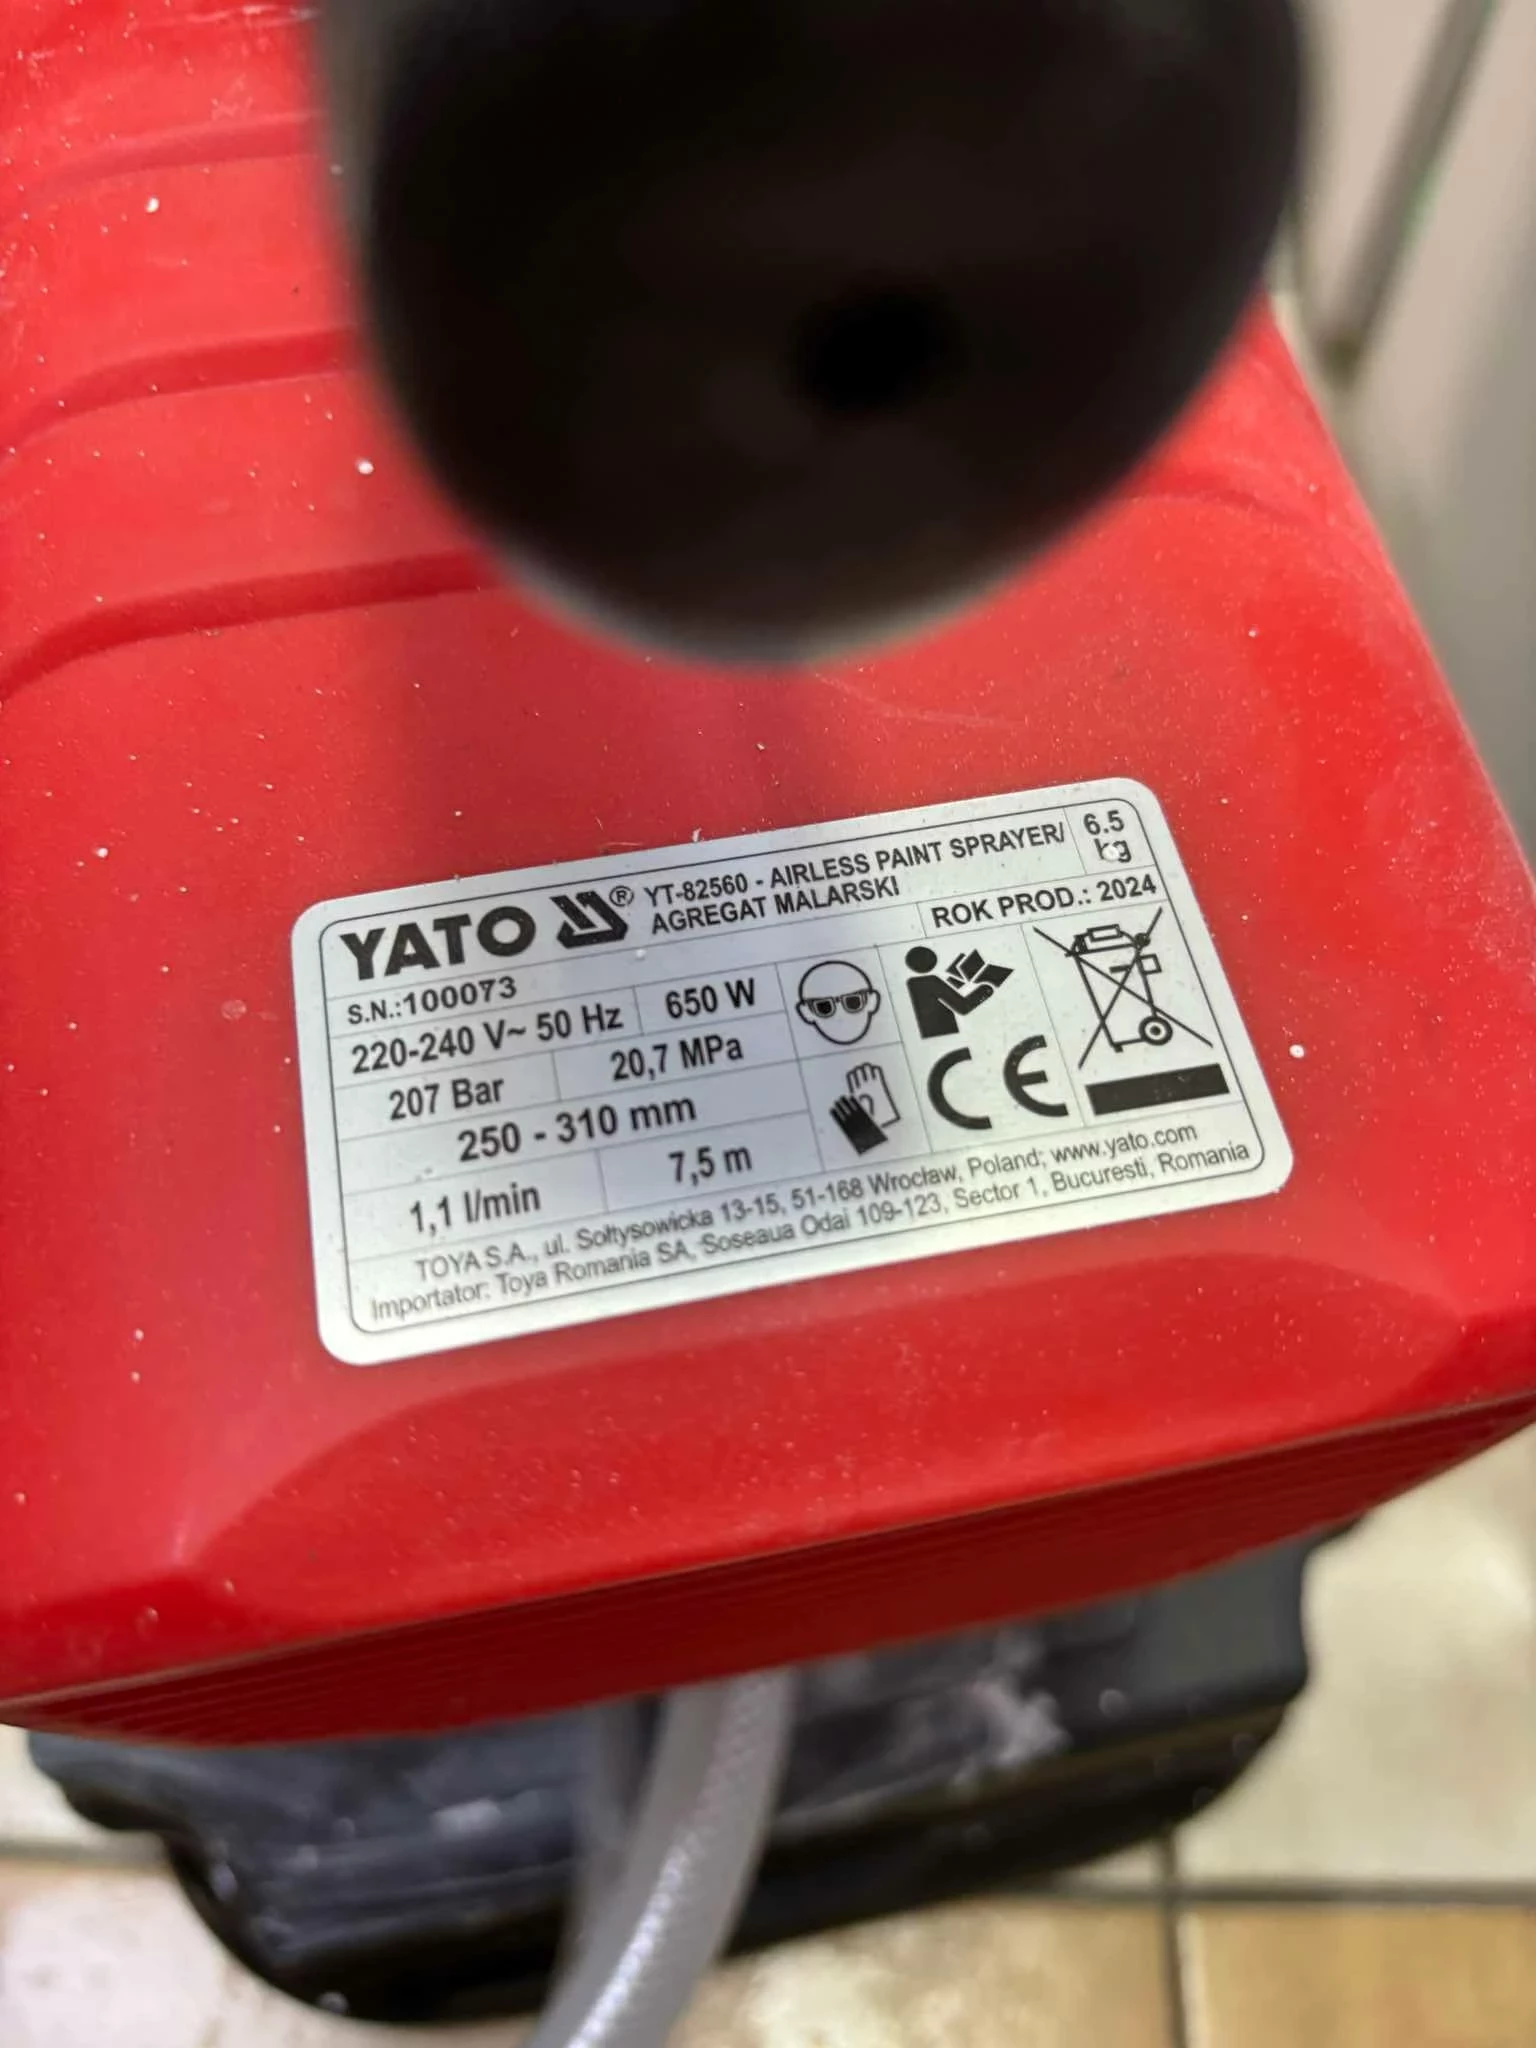 YATO ® YT-82560 - AIRLESS PAINT SPRAYER/
AGREGAT MALARSKI
6.5
kg
S.N.:100073
ROK PROD.: 2024
220-240 V~ 50 Hz 650 W
207 Bar 20,7 MPa
250 - 310 mm
1,1 l/min 7,5 m
CE
TOYA S.A., ul. Sołtysowicka 13-15, 51-168 Wrocław, Poland; www.yato.com
Importator: Toya Romania SA, Soseaua Odai 109-123, Sector 1, Bucuresti, Romania